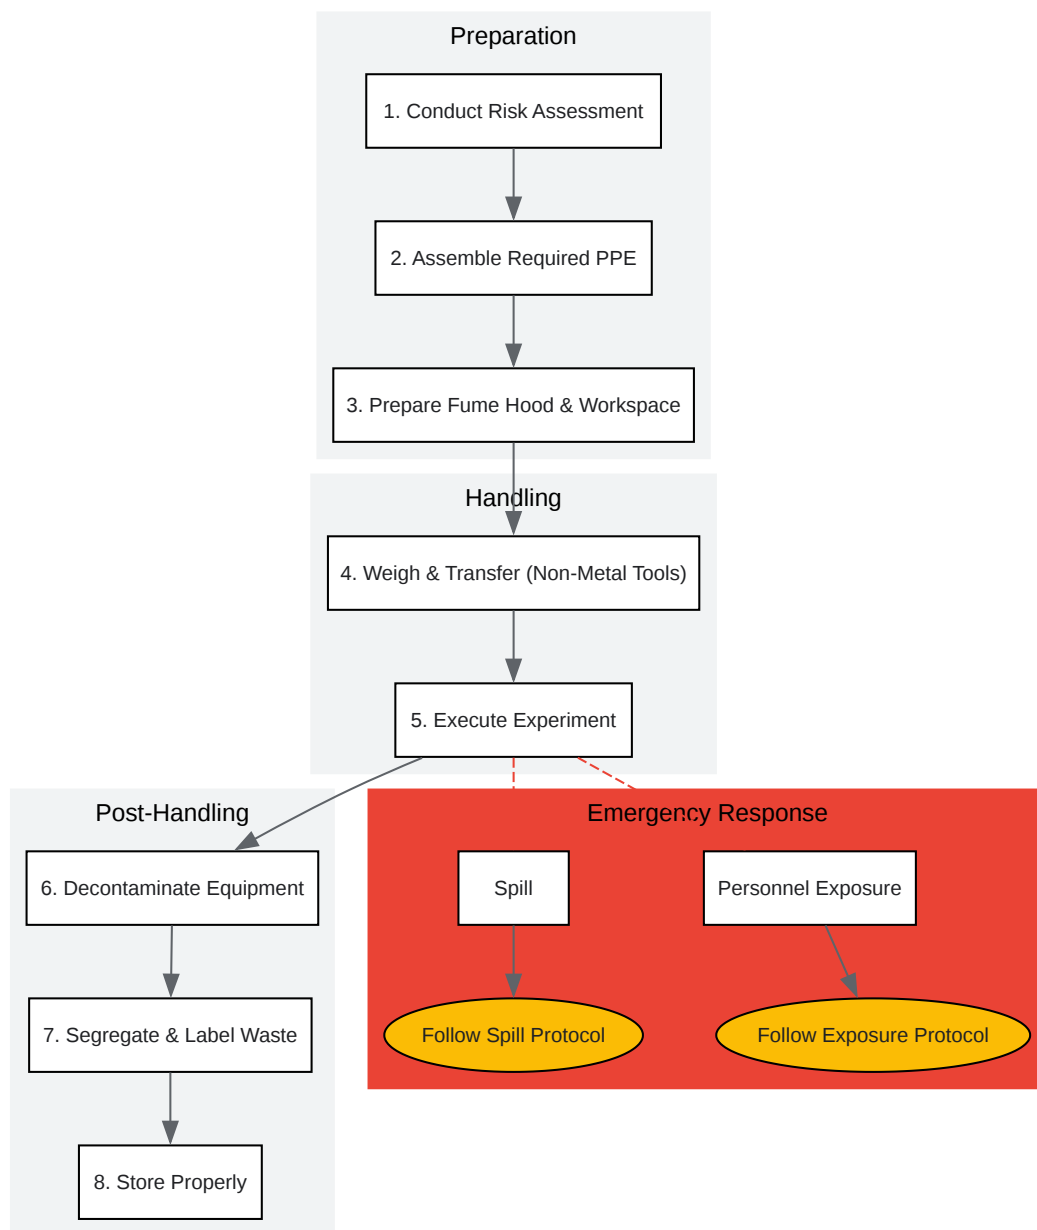 Preparation
1. Conduct Risk Assessment
2. Assemble Required PPE
3. Prepare Fume Hood & Workspace
Handling
4. Weigh & Transfer (Non-Metal Tools)
5. Execute Experiment
Post-Handling
6. Decontaminate Equipment
7. Segregate & Label Waste
8. Store Properly
Emergency Response
Spill
Personnel Exposure
Follow Spill Protocol
Follow Exposure Protocol